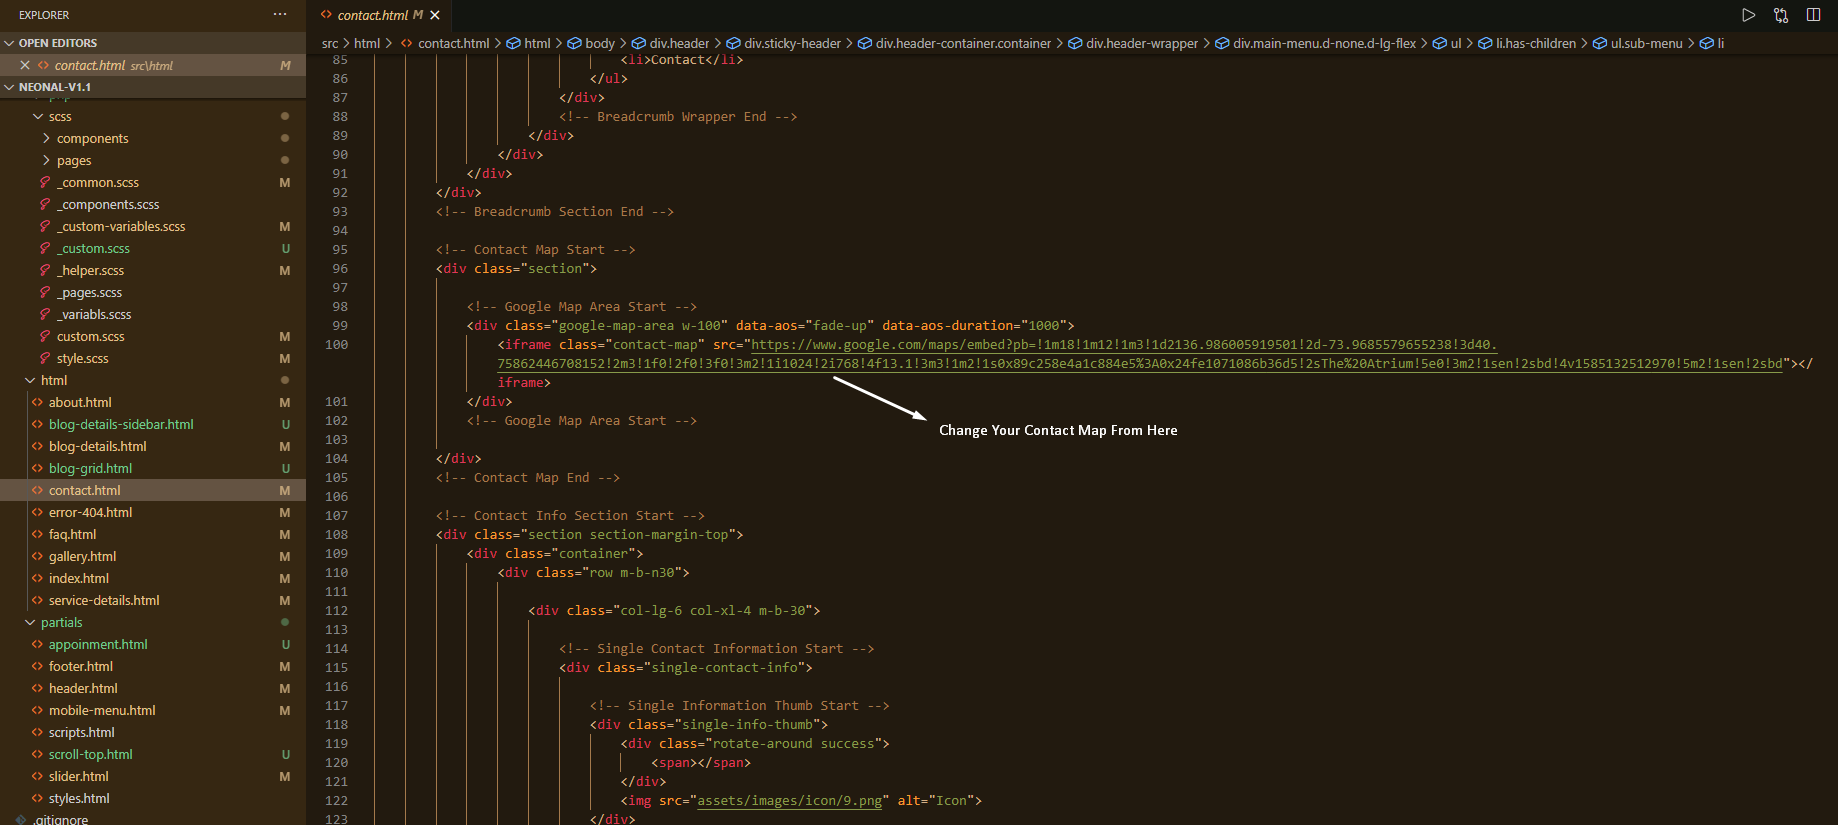 EXPLORER
OPEN EDITORS
contact.html src\html M
NEONAL-V1.1
php
scss
components
pages
_common.scss M
_components.scss
_custom-variables.scss M
_custom.scss U
_helper.scss M
_pages.scss
_variabls.scss
custom.scss M
style.scss M
html
about.html M
blog-details-sidebar.html U
blog-details.html M
blog-grid.html U
contact.html M
error-404.html M
faq.html M
gallery.html M
index.html M
service-details.html M
partials
appoinment.html U
footer.html M
header.html M
mobile-menu.html M
scripts.html
scroll-top.html U
slider.html M
styles.html
.gitignore
contact.html M
src > html > contact.html > html > body > div.header > div.sticky-header > div.header-container.container > div.header-wrapper > div.main-menu.d-none.d-lg-flex > ul > li.has-children > ul.sub-menu > li
85 <li>Contact</li>
86 </ul>
87 </div>
88 <!-- Breadcrumb Wrapper End -->
89 </div>
90 </div>
91 </div>
92 </div>
93 <!-- Breadcrumb Section End -->
94
95 <!-- Contact Map Start -->
96 <div class="section">
97
98 <!-- Google Map Area Start -->
99 <div class="google-map-area w-100" data-aos="fade-up" data-aos-duration="1000">
100 <iframe class="contact-map" src="https://www.google.com/maps/embed?pb=!1m18!1m12!1m3!1d2136.986005919501!2d-73.9685579655238!3d40.
75862446708152!2m3!1f0!2f0!3f0!3m2!1i1024!2i768!4f13.1!3m3!1m2!1s0x89c258e4a1c884e5%3A0x24fe1071086b36d5!2sThe%20Atrium!5e0!3m2!1sen!2sbd!4v1585132512970!5m2!1sen!2sbd"></
iframe>
101 </div>
102 <!-- Google Map Area Start -->
103
104 </div>
105 <!-- Contact Map End -->
106
107 <!-- Contact Info Section Start -->
108 <div class="section section-margin-top">
109 <div class="container">
110 <div class="row m-b-n30">
111
112 <div class="col-lg-6 col-xl-4 m-b-30">
113
114 <!-- Single Contact Information Start -->
115 <div class="single-contact-info">
116
117 <!-- Single Information Thumb Start -->
118 <div class="single-info-thumb">
119 <div class="rotate-around success">
120 <span></span>
121 </div>
122 <img src="assets/images/icon/9.png" alt="Icon">
123 </div>
Change Your Contact Map From Here